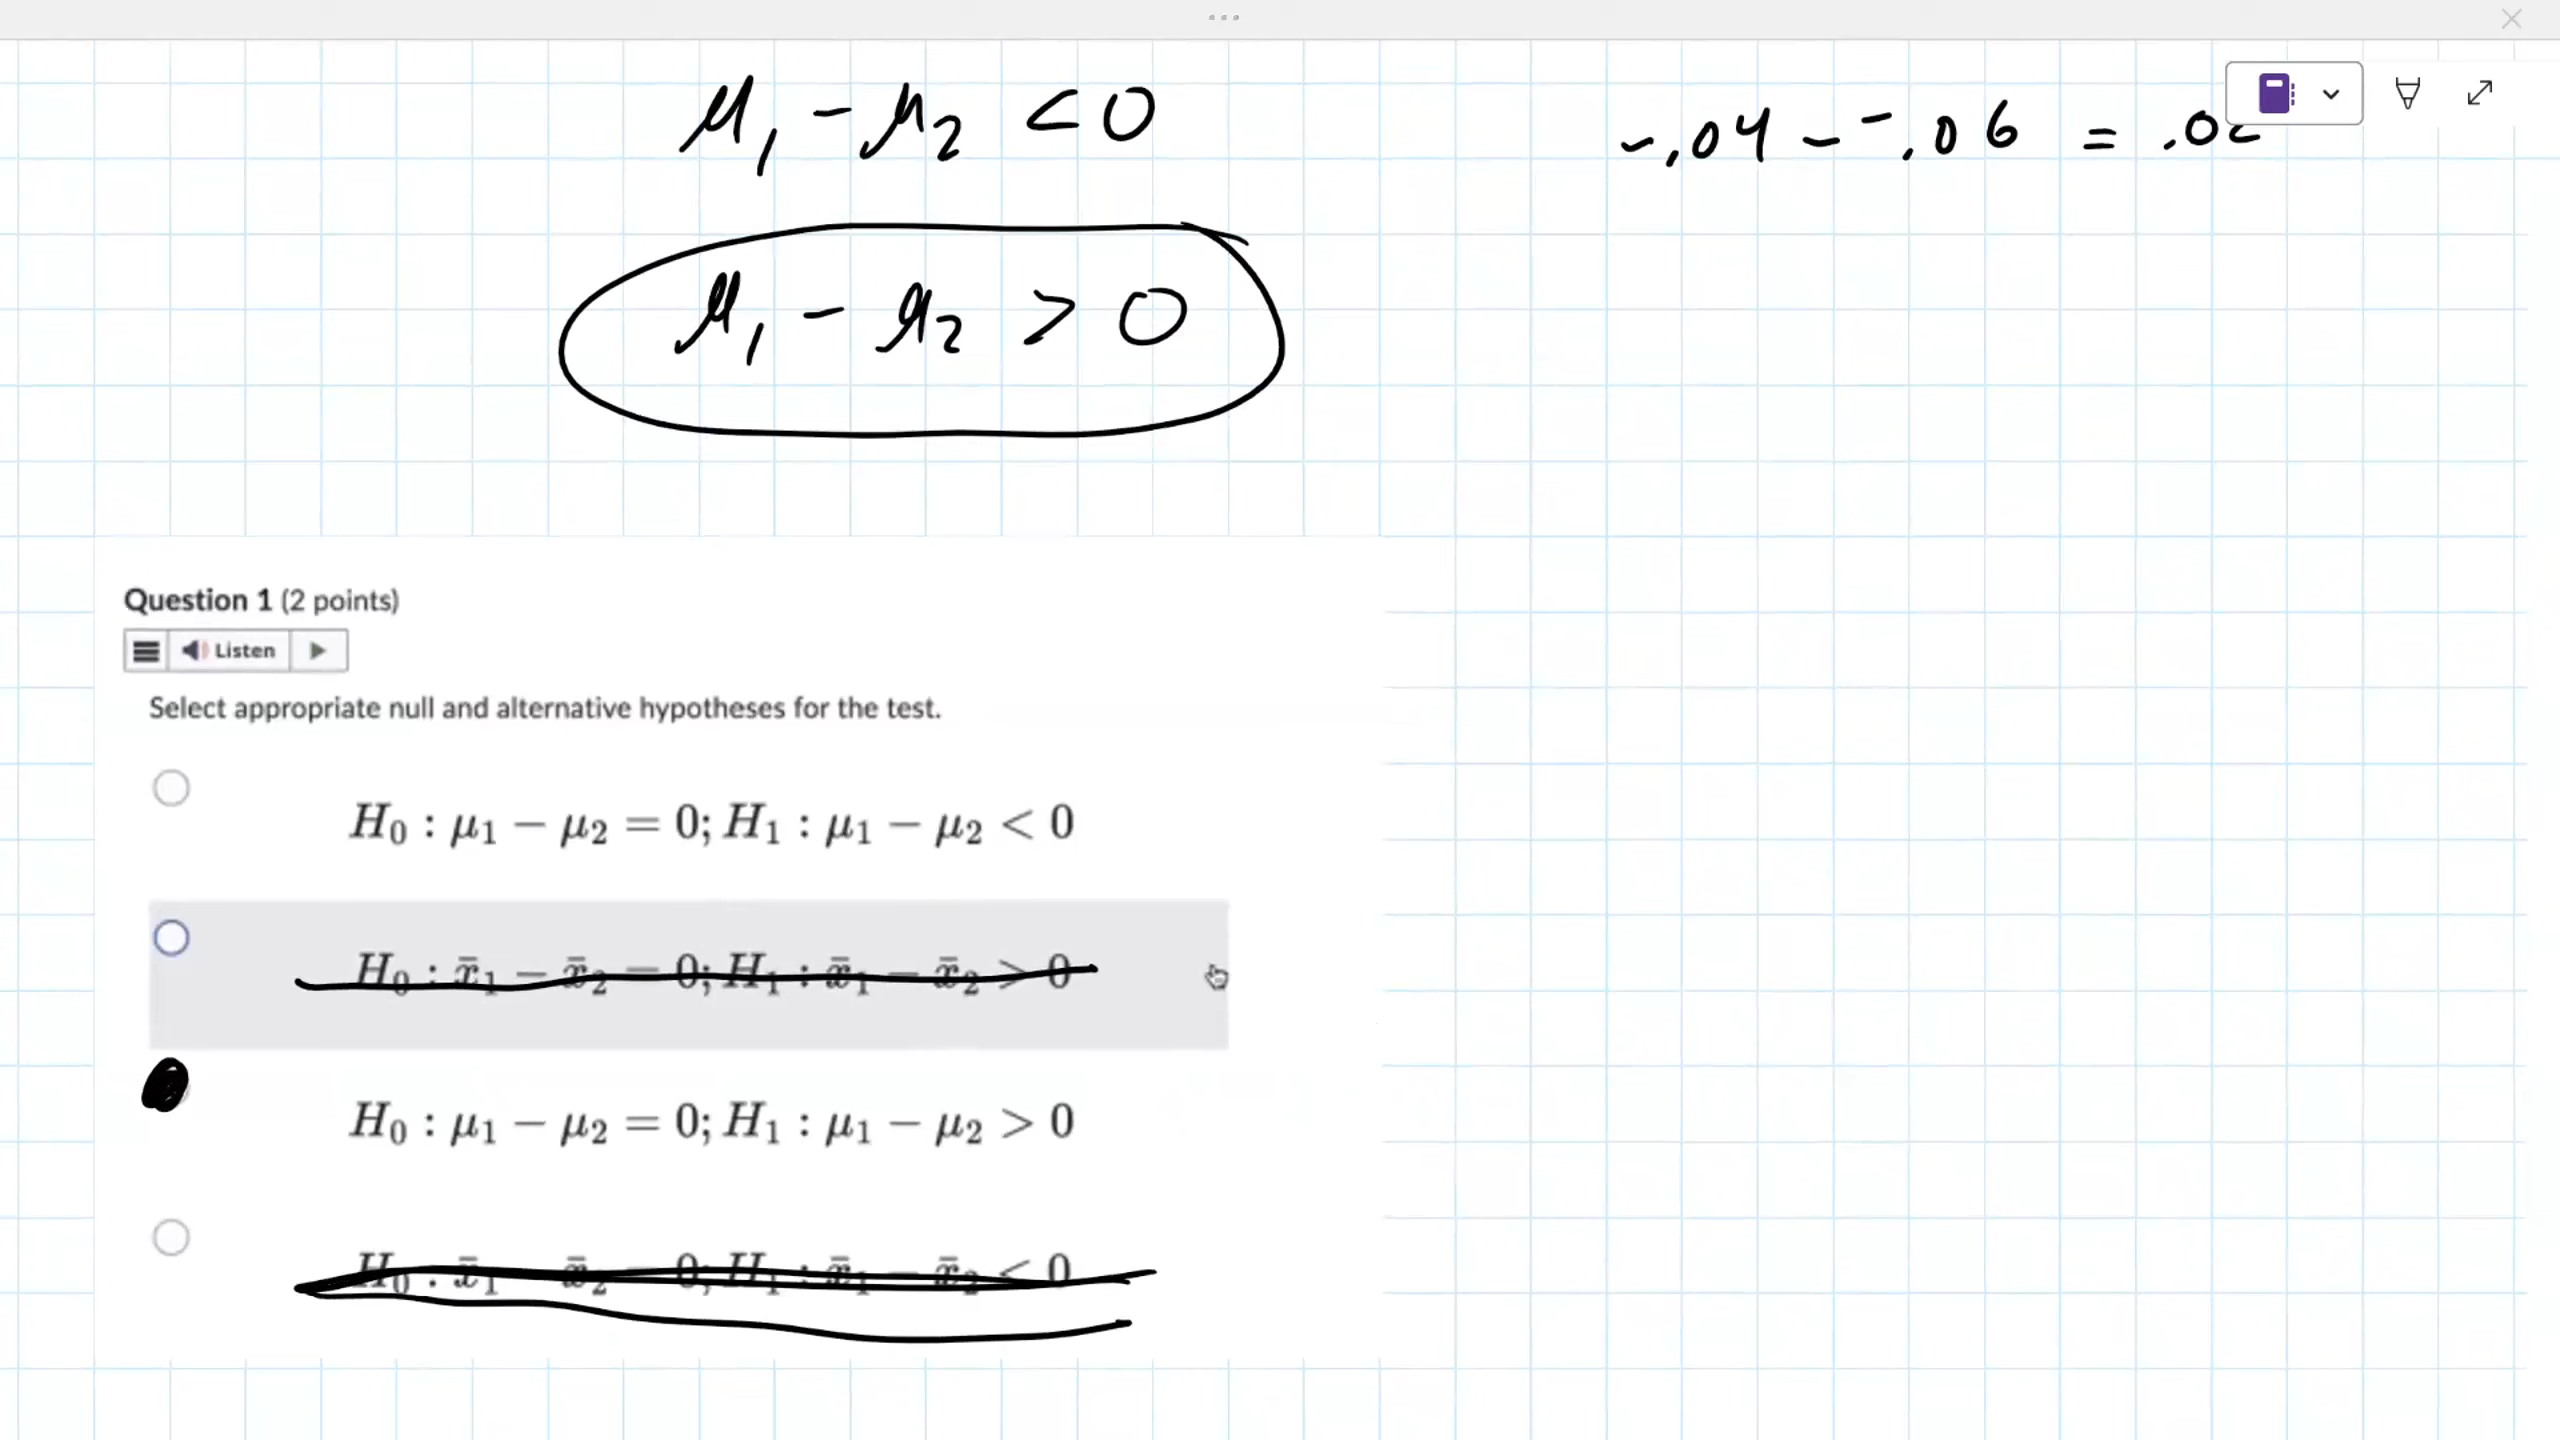 μ₁ - μ₂ < 0
-.04 - -.06 = .02
μ₁ - μ₂ > 0
Question 1 (2 points)
Listen
Select appropriate null and alternative hypotheses for the test.
H₀ : μ₁ − μ₂ = 0; H₁ : μ₁ − μ₂ < 0
H₀ : x̄₁ − x̄₂ = 0; H₁ : x̄₁ − x̄₂ > 0
H₀ : μ₁ − μ₂ = 0; H₁ : μ₁ − μ₂ > 0
H₀ : x̄₁ − x̄₂ = 0; H₁ : x̄₁ − x̄₂ < 0